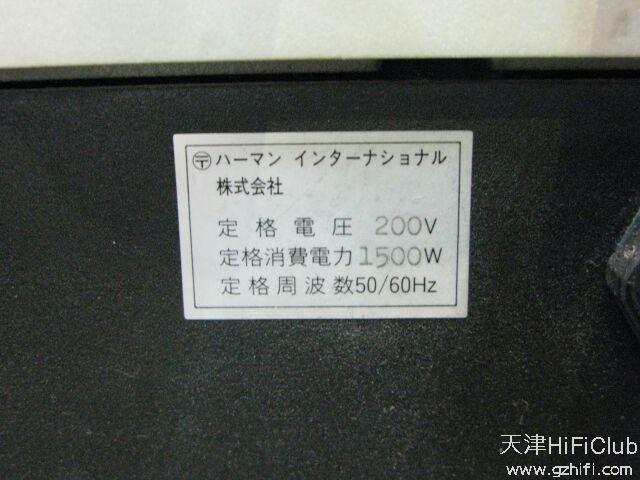 〒ハーマン インターナショナル
株式会社
定格電圧 200V
定格消費電力 1500W
定格周波数50/60Hz
天津HiFiClub
www.gzhifi.com